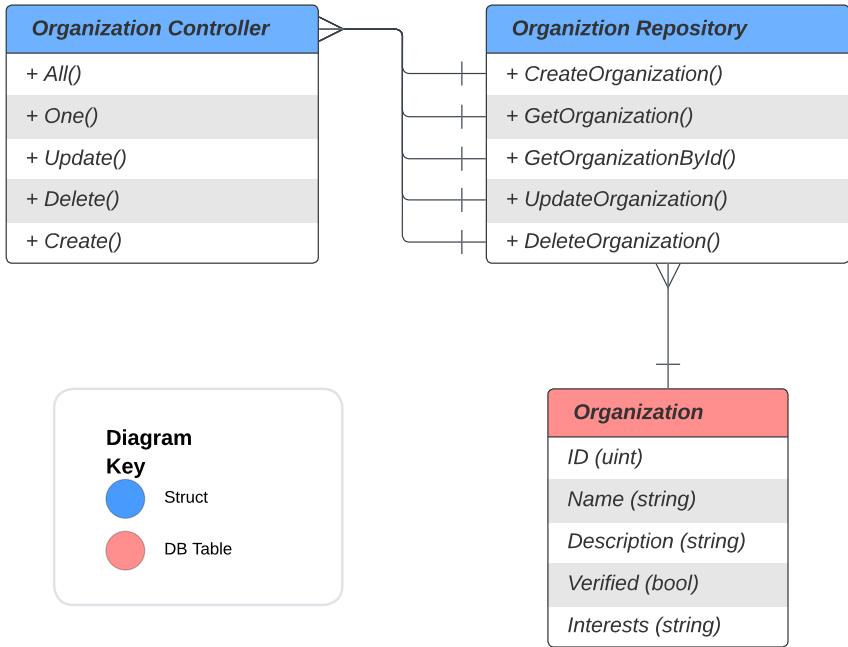 Organization Controller
+ All()
+ One()
+ Update()
+ Delete()
+ Create()
Organiztion Repository
+ CreateOrganization()
+ GetOrganization()
+ GetOrganizationById()
+ UpdateOrganization()
+ DeleteOrganization()
Diagram
Key
Struct
DB Table
Organization
ID (uint)
Name (string)
Description (string)
Verified (bool)
Interests (string)